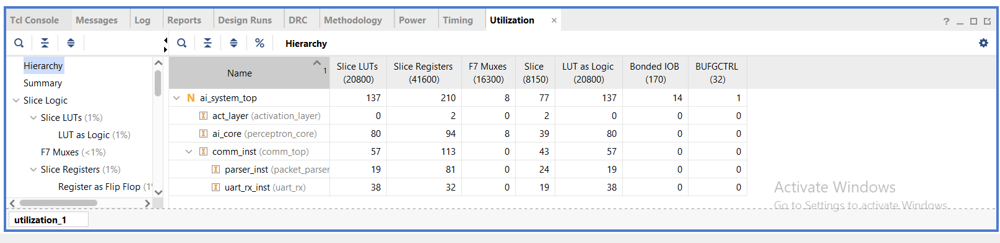 Tcl Console Messages Log Reports Design Runs DRC Methodology Power Timing Utilization × ?
% Hierarchy
Hierarchy
Summary
Slice Logic
Slice LUTs (1%)
LUT as Logic (1%)
F7 Muxes (<1%)
Slice Registers (1%)
Register as Flip Flop (1
Name 1 Slice LUTs (20800) Slice Registers (41600) F7 Muxes (16300) Slice (8150) LUT as Logic (20800) Bonded IOB (170) BUFGCTRL (32)
N ai_system_top 137 210 8 77 137 14 1
I act_layer (activation_layer) 0 2 0 2 0 0 0
I ai_core (perceptron_core) 80 94 8 39 80 0 0
I comm_inst (comm_top) 57 113 0 43 57 0 0
I parser_inst (packet_parser 19 81 0 24 19 0 0
I uart_rx_inst (uart_rx) 38 32 0 19 38 0 0
Activate Windows
Go to Settings to activate Windows.
utilization_1